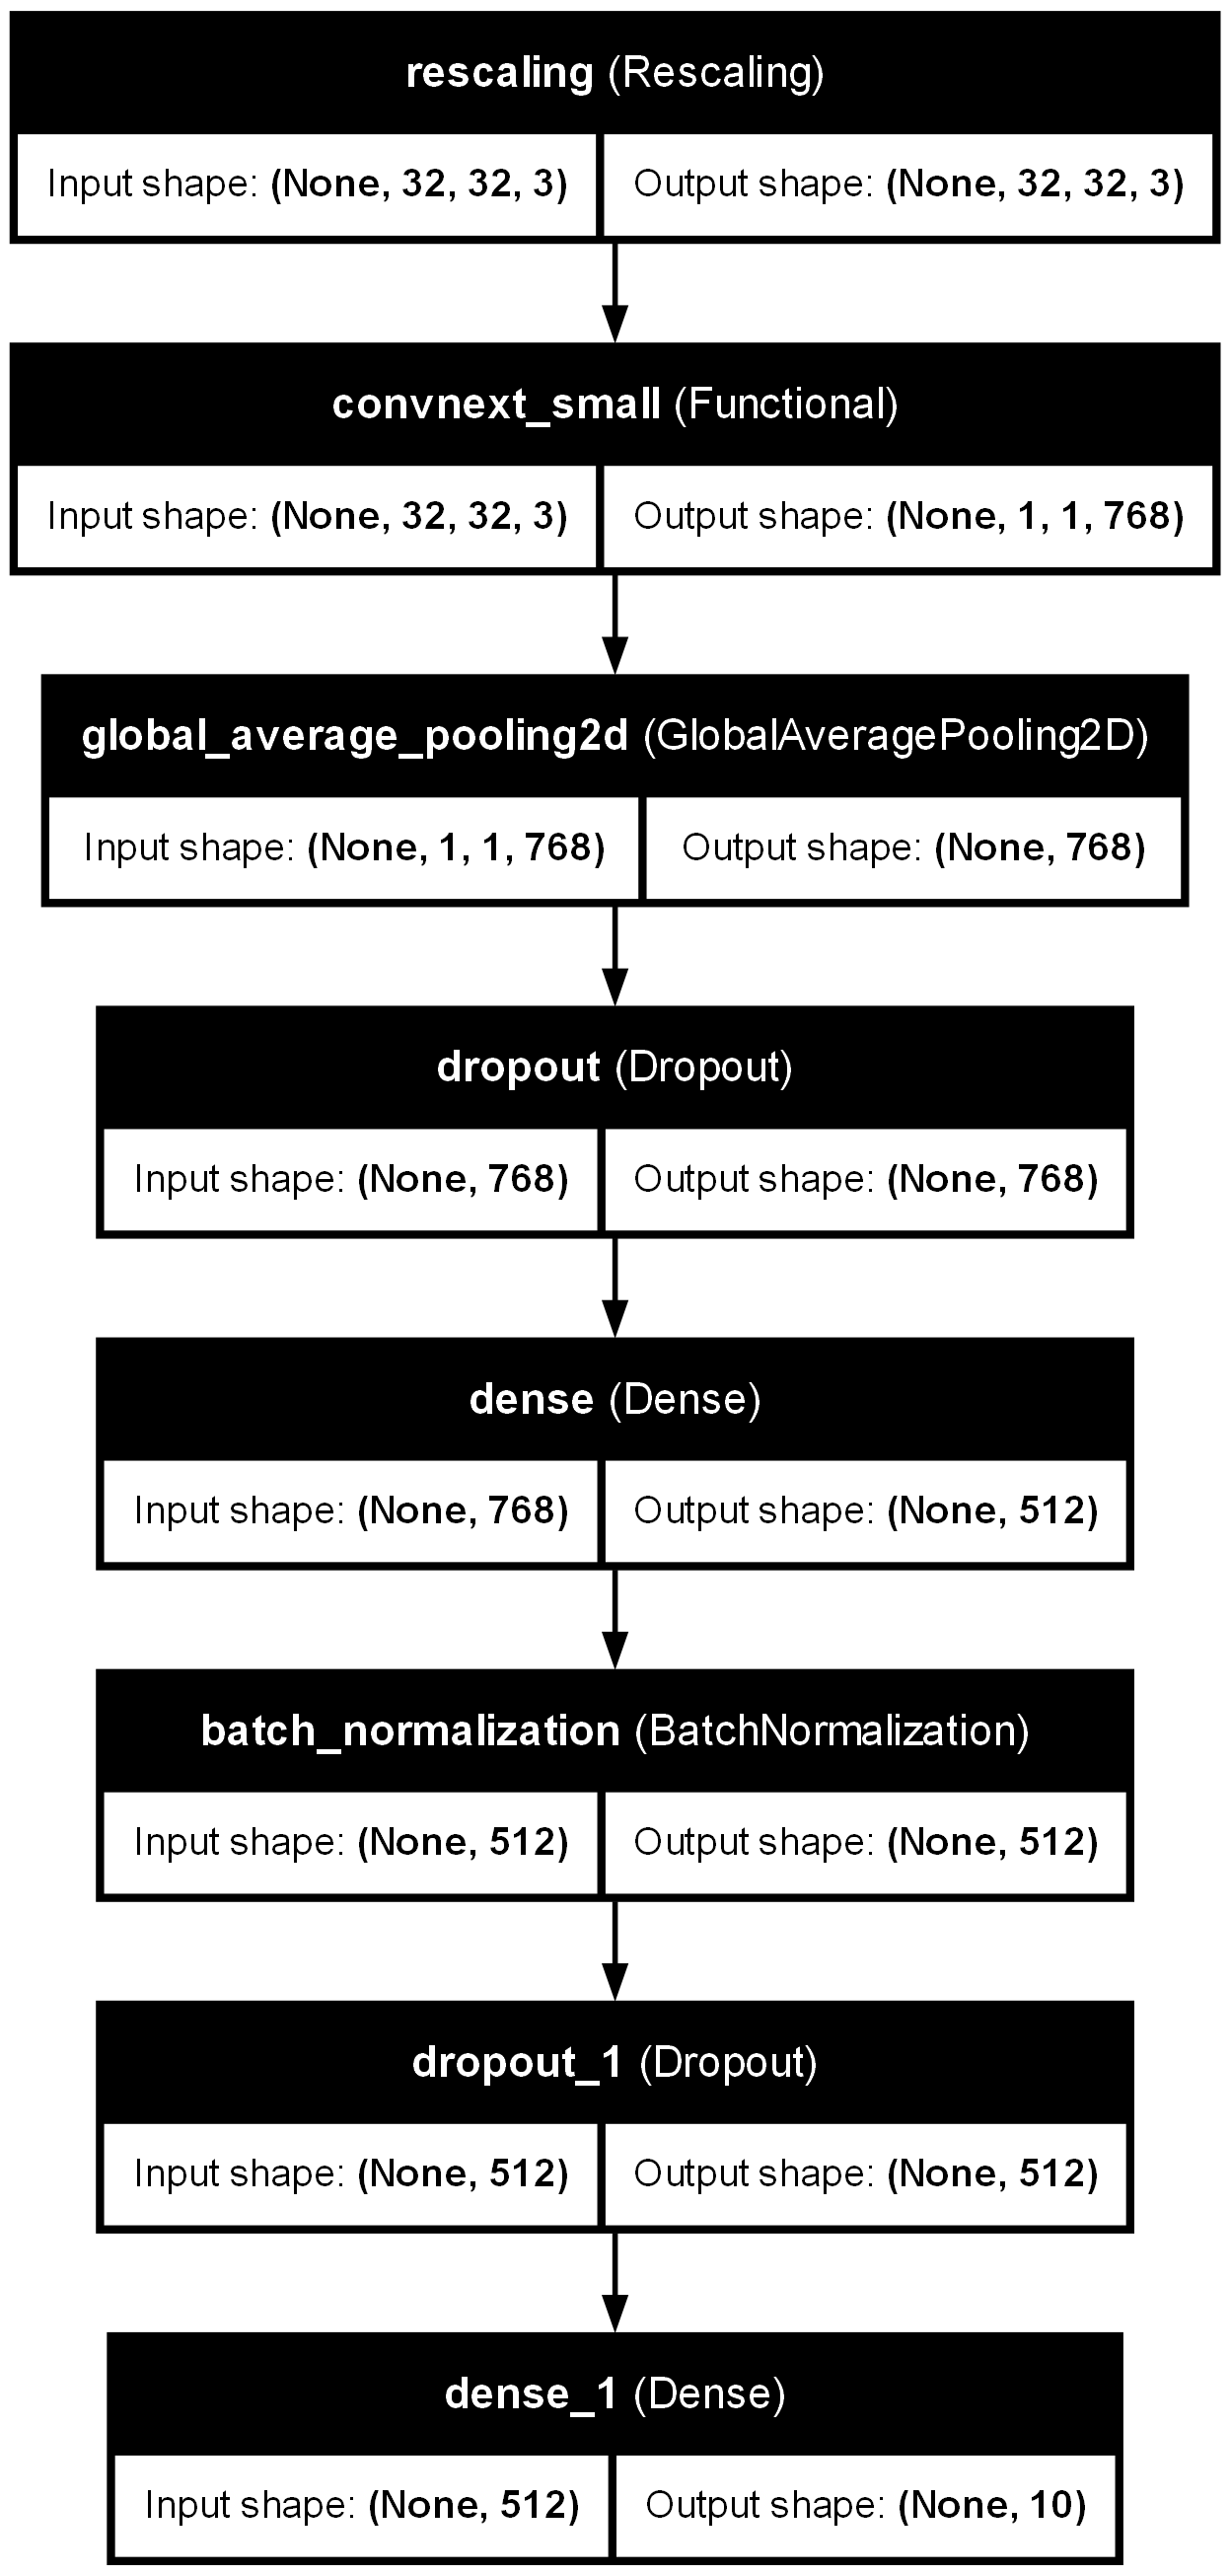 rescaling (Rescaling)
Input shape: (None, 32, 32, 3) Output shape: (None, 32, 32, 3)
convnext_small (Functional)
Input shape: (None, 32, 32, 3) Output shape: (None, 1, 1, 768)
global_average_pooling2d (GlobalAveragePooling2D)
Input shape: (None, 1, 1, 768) Output shape: (None, 768)
dropout (Dropout)
Input shape: (None, 768) Output shape: (None, 768)
dense (Dense)
Input shape: (None, 768) Output shape: (None, 512)
batch_normalization (BatchNormalization)
Input shape: (None, 512) Output shape: (None, 512)
dropout_1 (Dropout)
Input shape: (None, 512) Output shape: (None, 512)
dense_1 (Dense)
Input shape: (None, 512) Output shape: (None, 10)